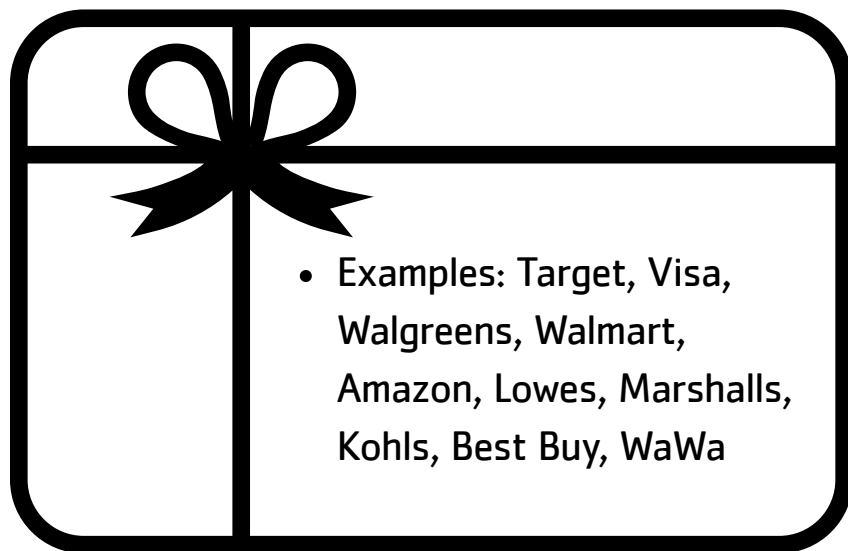 • Examples: Target, Visa,
Walgreens, Walmart,
Amazon, Lowes, Marshalls,
Kohls, Best Buy, WaWa